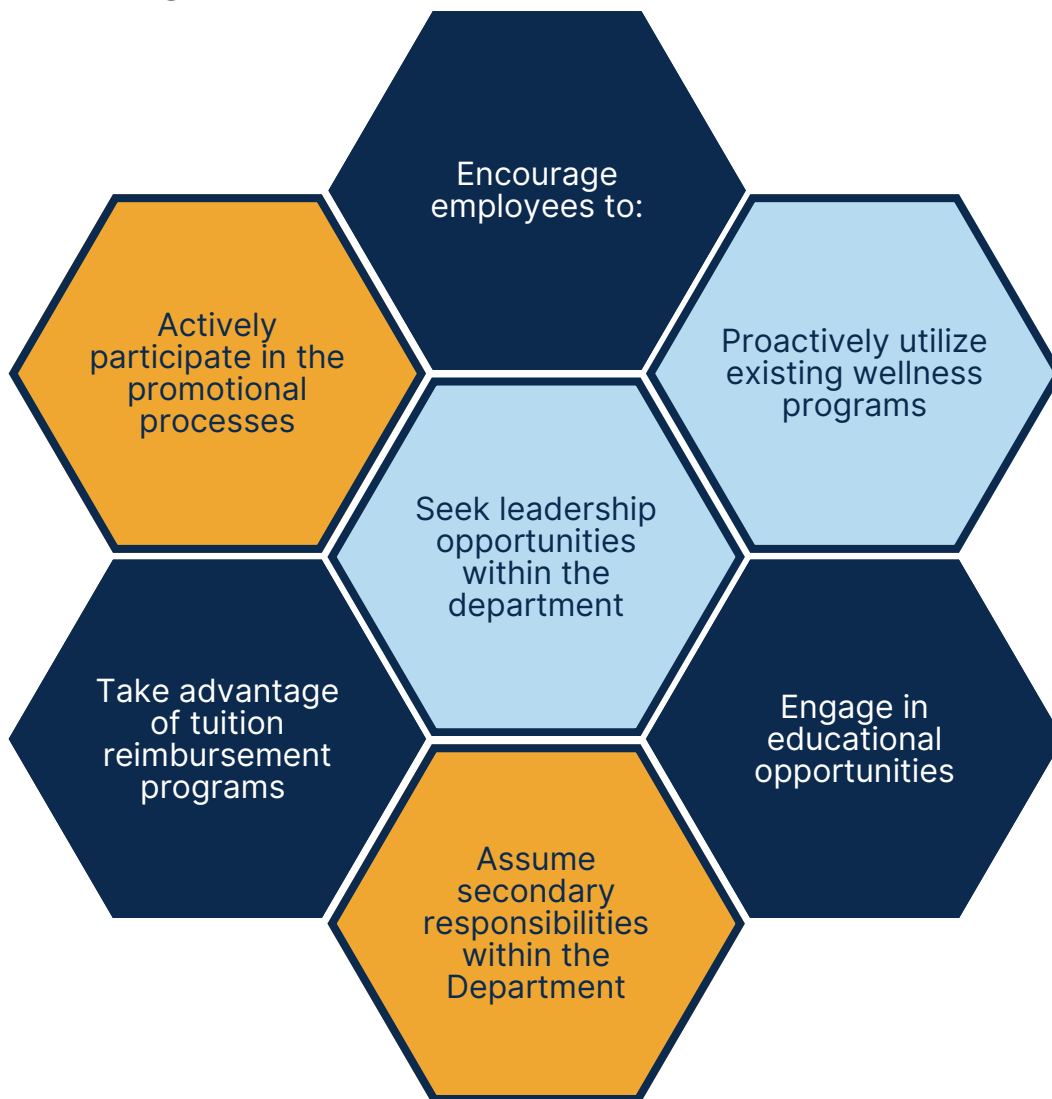 Encourage
employees to:
Actively
participate in the
promotional
processes
Proactively utilize
existing wellness
programs
Seek leadership
opportunities
within the
department
Take advantage
of tuition
reimbursement
programs
Engage in
educational
opportunities
Assume
secondary
responsibilities
within the
Department